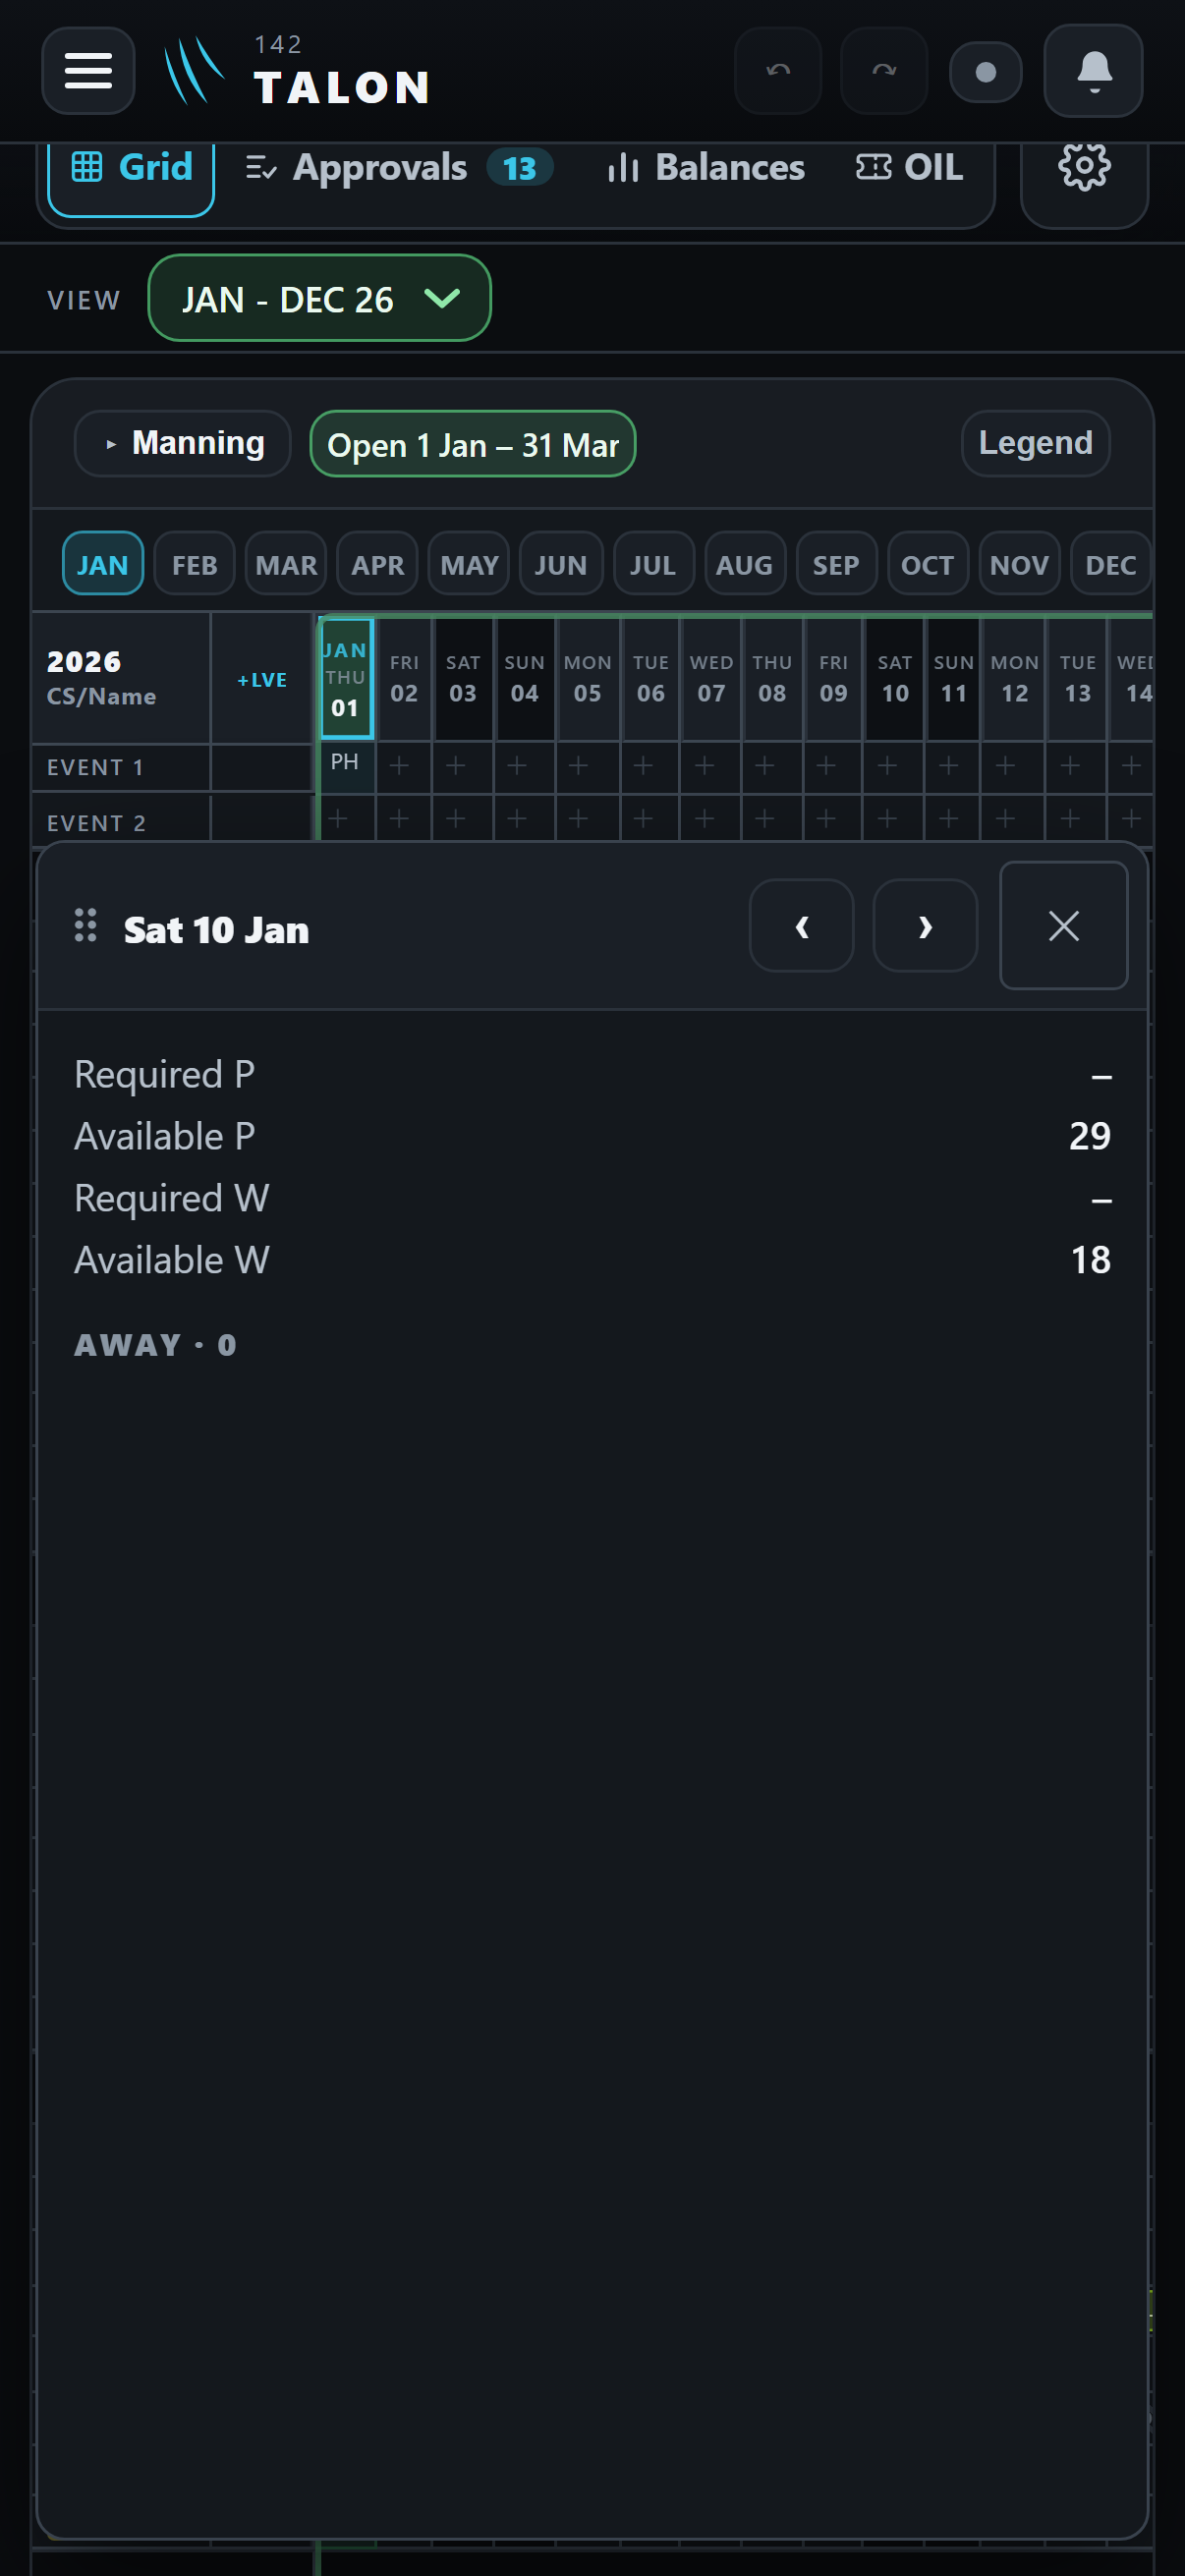 142
TALON
Grid
Approvals 13
Balances
OIL
VIEW
JAN - DEC 26
Manning
Open 1 Jan – 31 Mar
Legend
JAN FEB MAR APR MAY JUN JUL AUG SEP OCT NOV DEC
2026
CS/Name
+LVE
JAN
THU FRI SAT SUN MON TUE WED THU FRI SAT SUN MON TUE
01 02 03 04 05 06 07 08 09 10 11 12 13 14
EVENT 1
PH + + + + + + + + + + + + +
EVENT 2
+ + + + + + + + + + + + + +
Sat 10 Jan
‹ ›
Required P –
Available P 29
Required W –
Available W 18
AWAY · 0